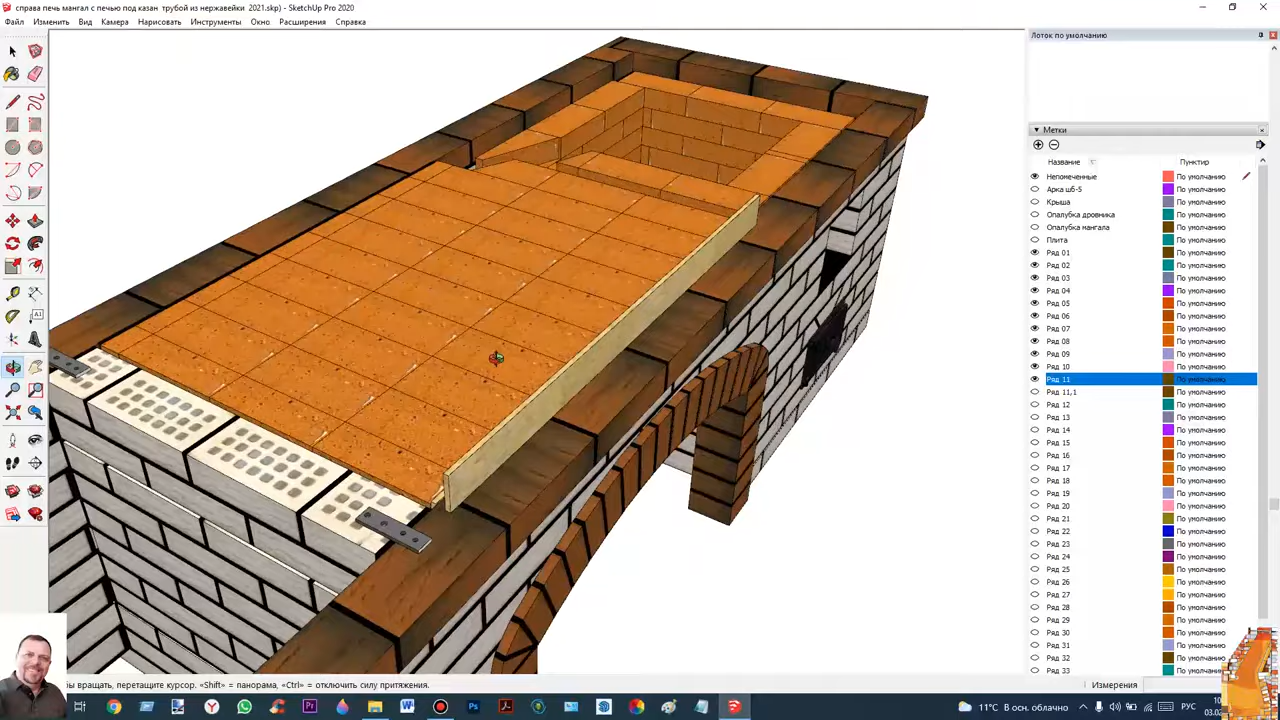 справа печь мангал с печью под казан  трубой из нержавейки  2021.skp) - SketchUp Pro 2020
Файл Изменить Вид Камера Нарисовать Инструменты Окно Расширения Справка
Лоток по умолчанию
Метки
Название Пунктир
Непомеченные По умолчанию
Арка шб-5 По умолчанию
Крыша По умолчанию
Опалубка дровника По умолчанию
Опалубка мангала По умолчанию
Плита По умолчанию
Ряд 01 По умолчанию
Ряд 02 По умолчанию
Ряд 03 По умолчанию
Ряд 04 По умолчанию
Ряд 05 По умолчанию
Ряд 06 По умолчанию
Ряд 07 По умолчанию
Ряд 08 По умолчанию
Ряд 09 По умолчанию
Ряд 10 По умолчанию
Ряд 11 По умолчанию
Ряд 11,1 По умолчанию
Ряд 12 По умолчанию
Ряд 13 По умолчанию
Ряд 14 По умолчанию
Ряд 15 По умолчанию
Ряд 16 По умолчанию
Ряд 17 По умолчанию
Ряд 18 По умолчанию
Ряд 19 По умолчанию
Ряд 20 По умолчанию
Ряд 21 По умолчанию
Ряд 22 По умолчанию
Ряд 23 По умолчанию
Ряд 24 По умолчанию
Ряд 25 По умолчанию
Ряд 26 По умолчанию
Ряд 27 По умолчанию
Ряд 28 По умолчанию
Ряд 29 По умолчанию
Ряд 30 По умолчанию
Ряд 31 По умолчанию
Ряд 32 По умолчанию
Ряд 33 По умолчанию
бы вращать, перетащите курсор. «Shift» = панорама, «Ctrl» = отключить силу притяжения.
Измерения
11°C В осн. облачно
РУС